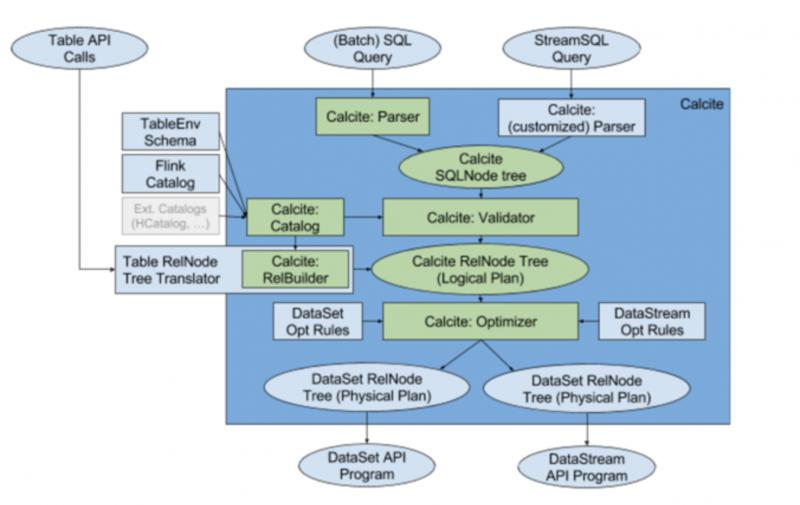 Table API
Calls
(Batch) SQL
Query
StreamSQL
Query
Calcite
Calcite: Parser
Calcite:
(customized) Parser
TableEnv
Schema
Flink
Catalog
Ext. Catalogs
(HCatalog, ...)
Calcite
SQLNode tree
Calcite:
Catalog
Calcite: Validator
Table RelNode
Tree Translator
Calcite:
RelBuilder
Calcite RelNode Tree
(Logical Plan)
DataSet
Opt Rules
Calcite: Optimizer
DataStream
Opt Rules
DataSet RelNode
Tree (Physical Plan)
DataSet RelNode
Tree (Physical Plan)
DataSet API
Program
DataStream
API Program